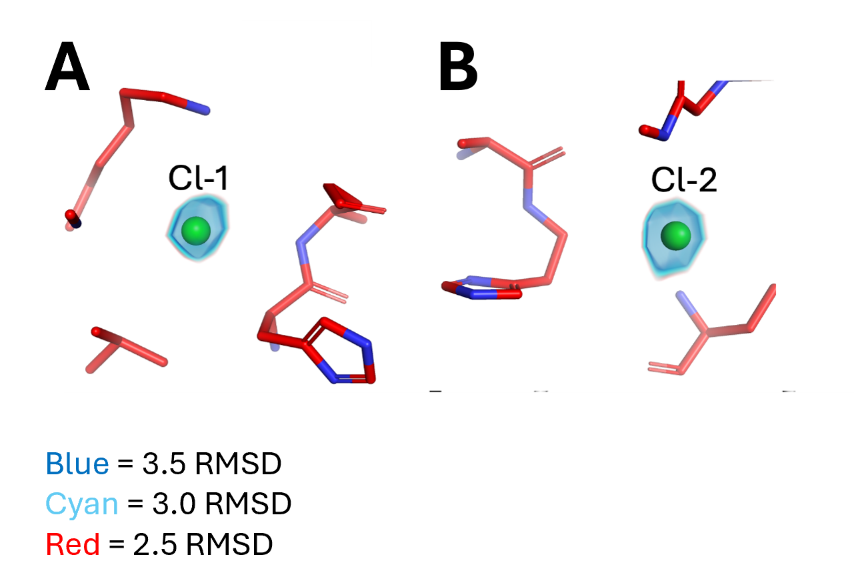 A
B
Cl-1
Cl-2
Blue = 3.5 RMSD
Cyan = 3.0 RMSD
Red = 2.5 RMSD